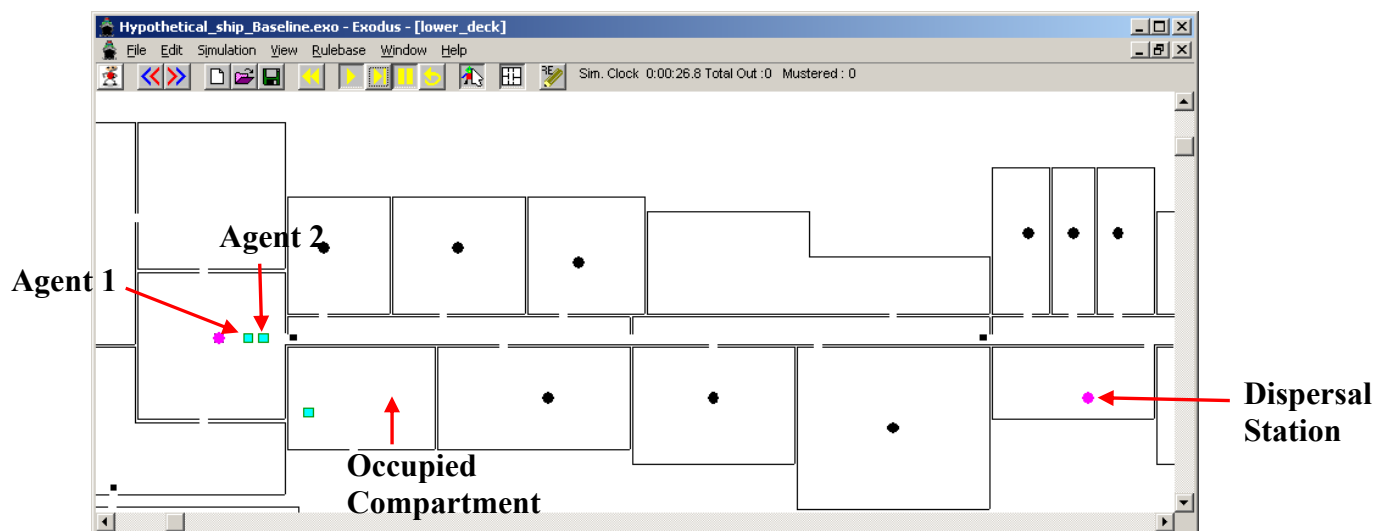 Hypothetical_ship_Baseline.exo - Exodus - [lower_deck]
File Edit Simulation View Rulebase Window Help
Sim. Clock 0:00:26.8 Total Out :0 Mustered : 0
Agent 2
Agent 1
Dispersal
Station
Occupied
Compartment